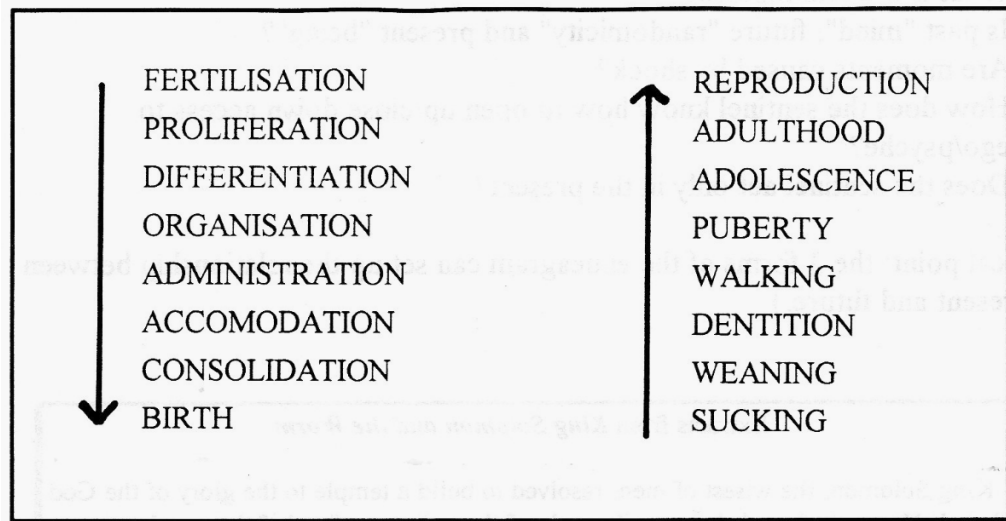 FERTILISATION
PROLIFERATION
DIFFERENTIATION
ORGANISATION
ADMINISTRATION
ACCOMODATION
CONSOLIDATION
BIRTH
REPRODUCTION
ADULTHOOD
ADOLESCENCE
PUBERTY
WALKING
DENTITION
WEANING
SUCKING